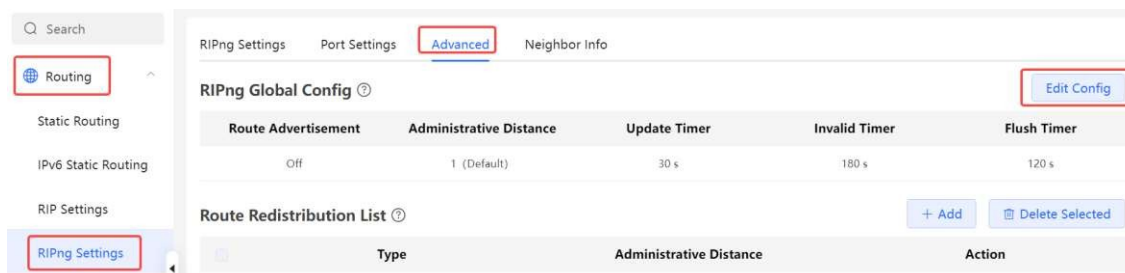 Search
Routing
Static Routing
IPv6 Static Routing
RIP Settings
RIPng Settings
RIPng Settings Port Settings Advanced Neighbor Info
RIPng Global Config
Edit Config
Route Advertisement Administrative Distance Update Timer Invalid Timer Flush Timer
Off 1 (Default) 30 s 180 s 120 s
Route Redistribution List
+ Add Delete Selected
Type Administrative Distance Action